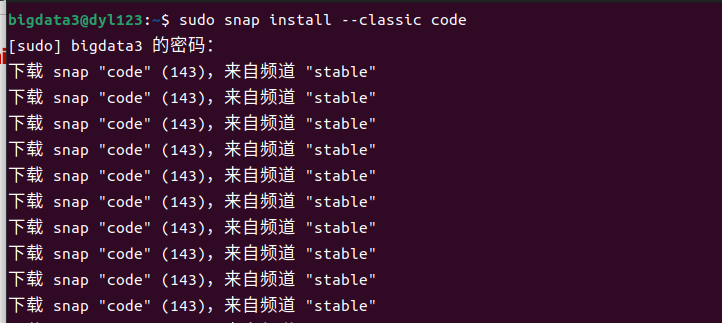 bigdata3@dyl123:~$ sudo snap install --classic code
[sudo] bigdata3 的密码：
下载 snap "code" (143)，来自频道 "stable"
下载 snap "code" (143)，来自频道 "stable"
下载 snap "code" (143)，来自频道 "stable"
下载 snap "code" (143)，来自频道 "stable"
下载 snap "code" (143)，来自频道 "stable"
下载 snap "code" (143)，来自频道 "stable"
下载 snap "code" (143)，来自频道 "stable"
下载 snap "code" (143)，来自频道 "stable"
下载 snap "code" (143)，来自频道 "stable"
下载 snap "code" (143)，来自频道 "stable"